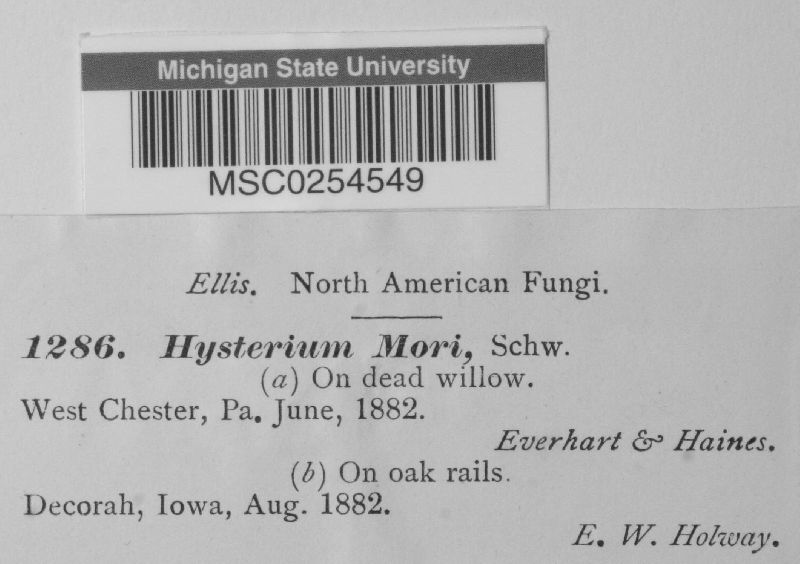 Michigan State University
MSC0254549
Ellis. North American Fungi.
1286. Hysterium Mori, Schw.
(a) On dead willow.
West Chester, Pa. June, 1882.
Everhart & Haines.
(b) On oak rails.
Decorah, Iowa, Aug. 1882.
E. W. Holway.